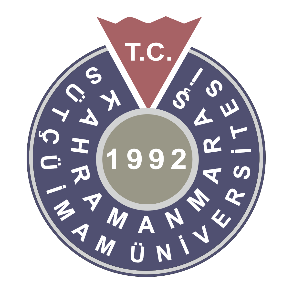 T.C.
KAHRAMANMARAŞ
SÜTÇÜ İMAM ÜNİVERSİTESİ
1992